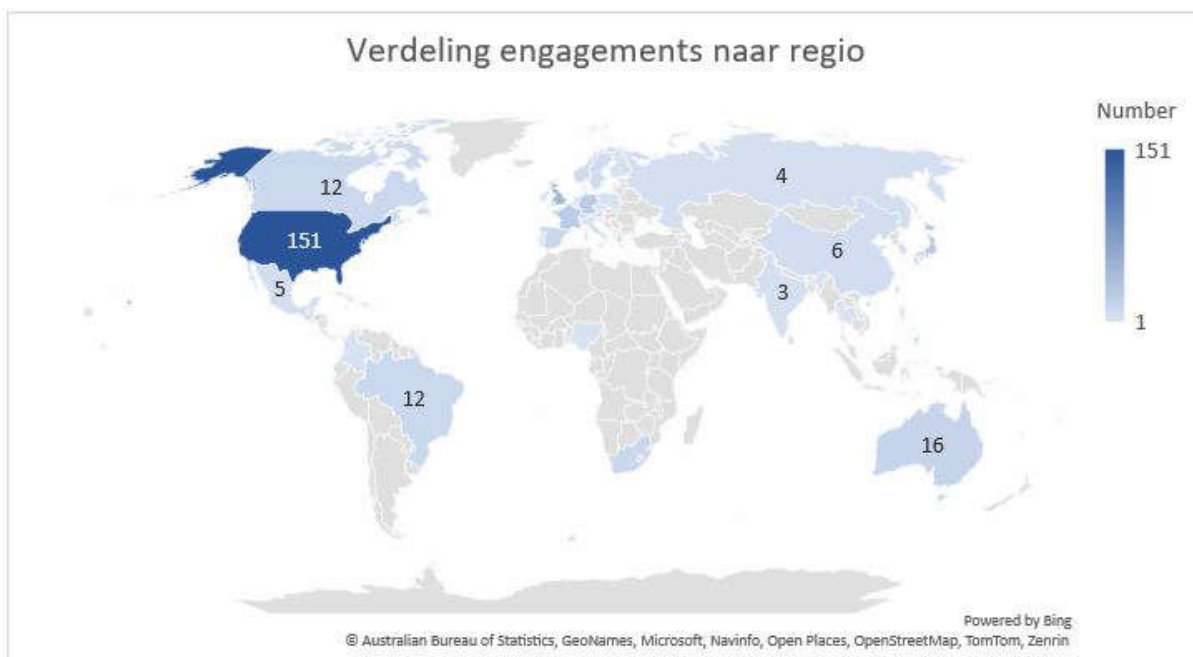 Verdeling engagements naar regio
Number
151
1
12
151
5
12
4
6
3
16
Powered by Bing
© Australian Bureau of Statistics, GeoNames, Microsoft, Navinfo, Open Places, OpenStreetMap, TomTom, Zenrin